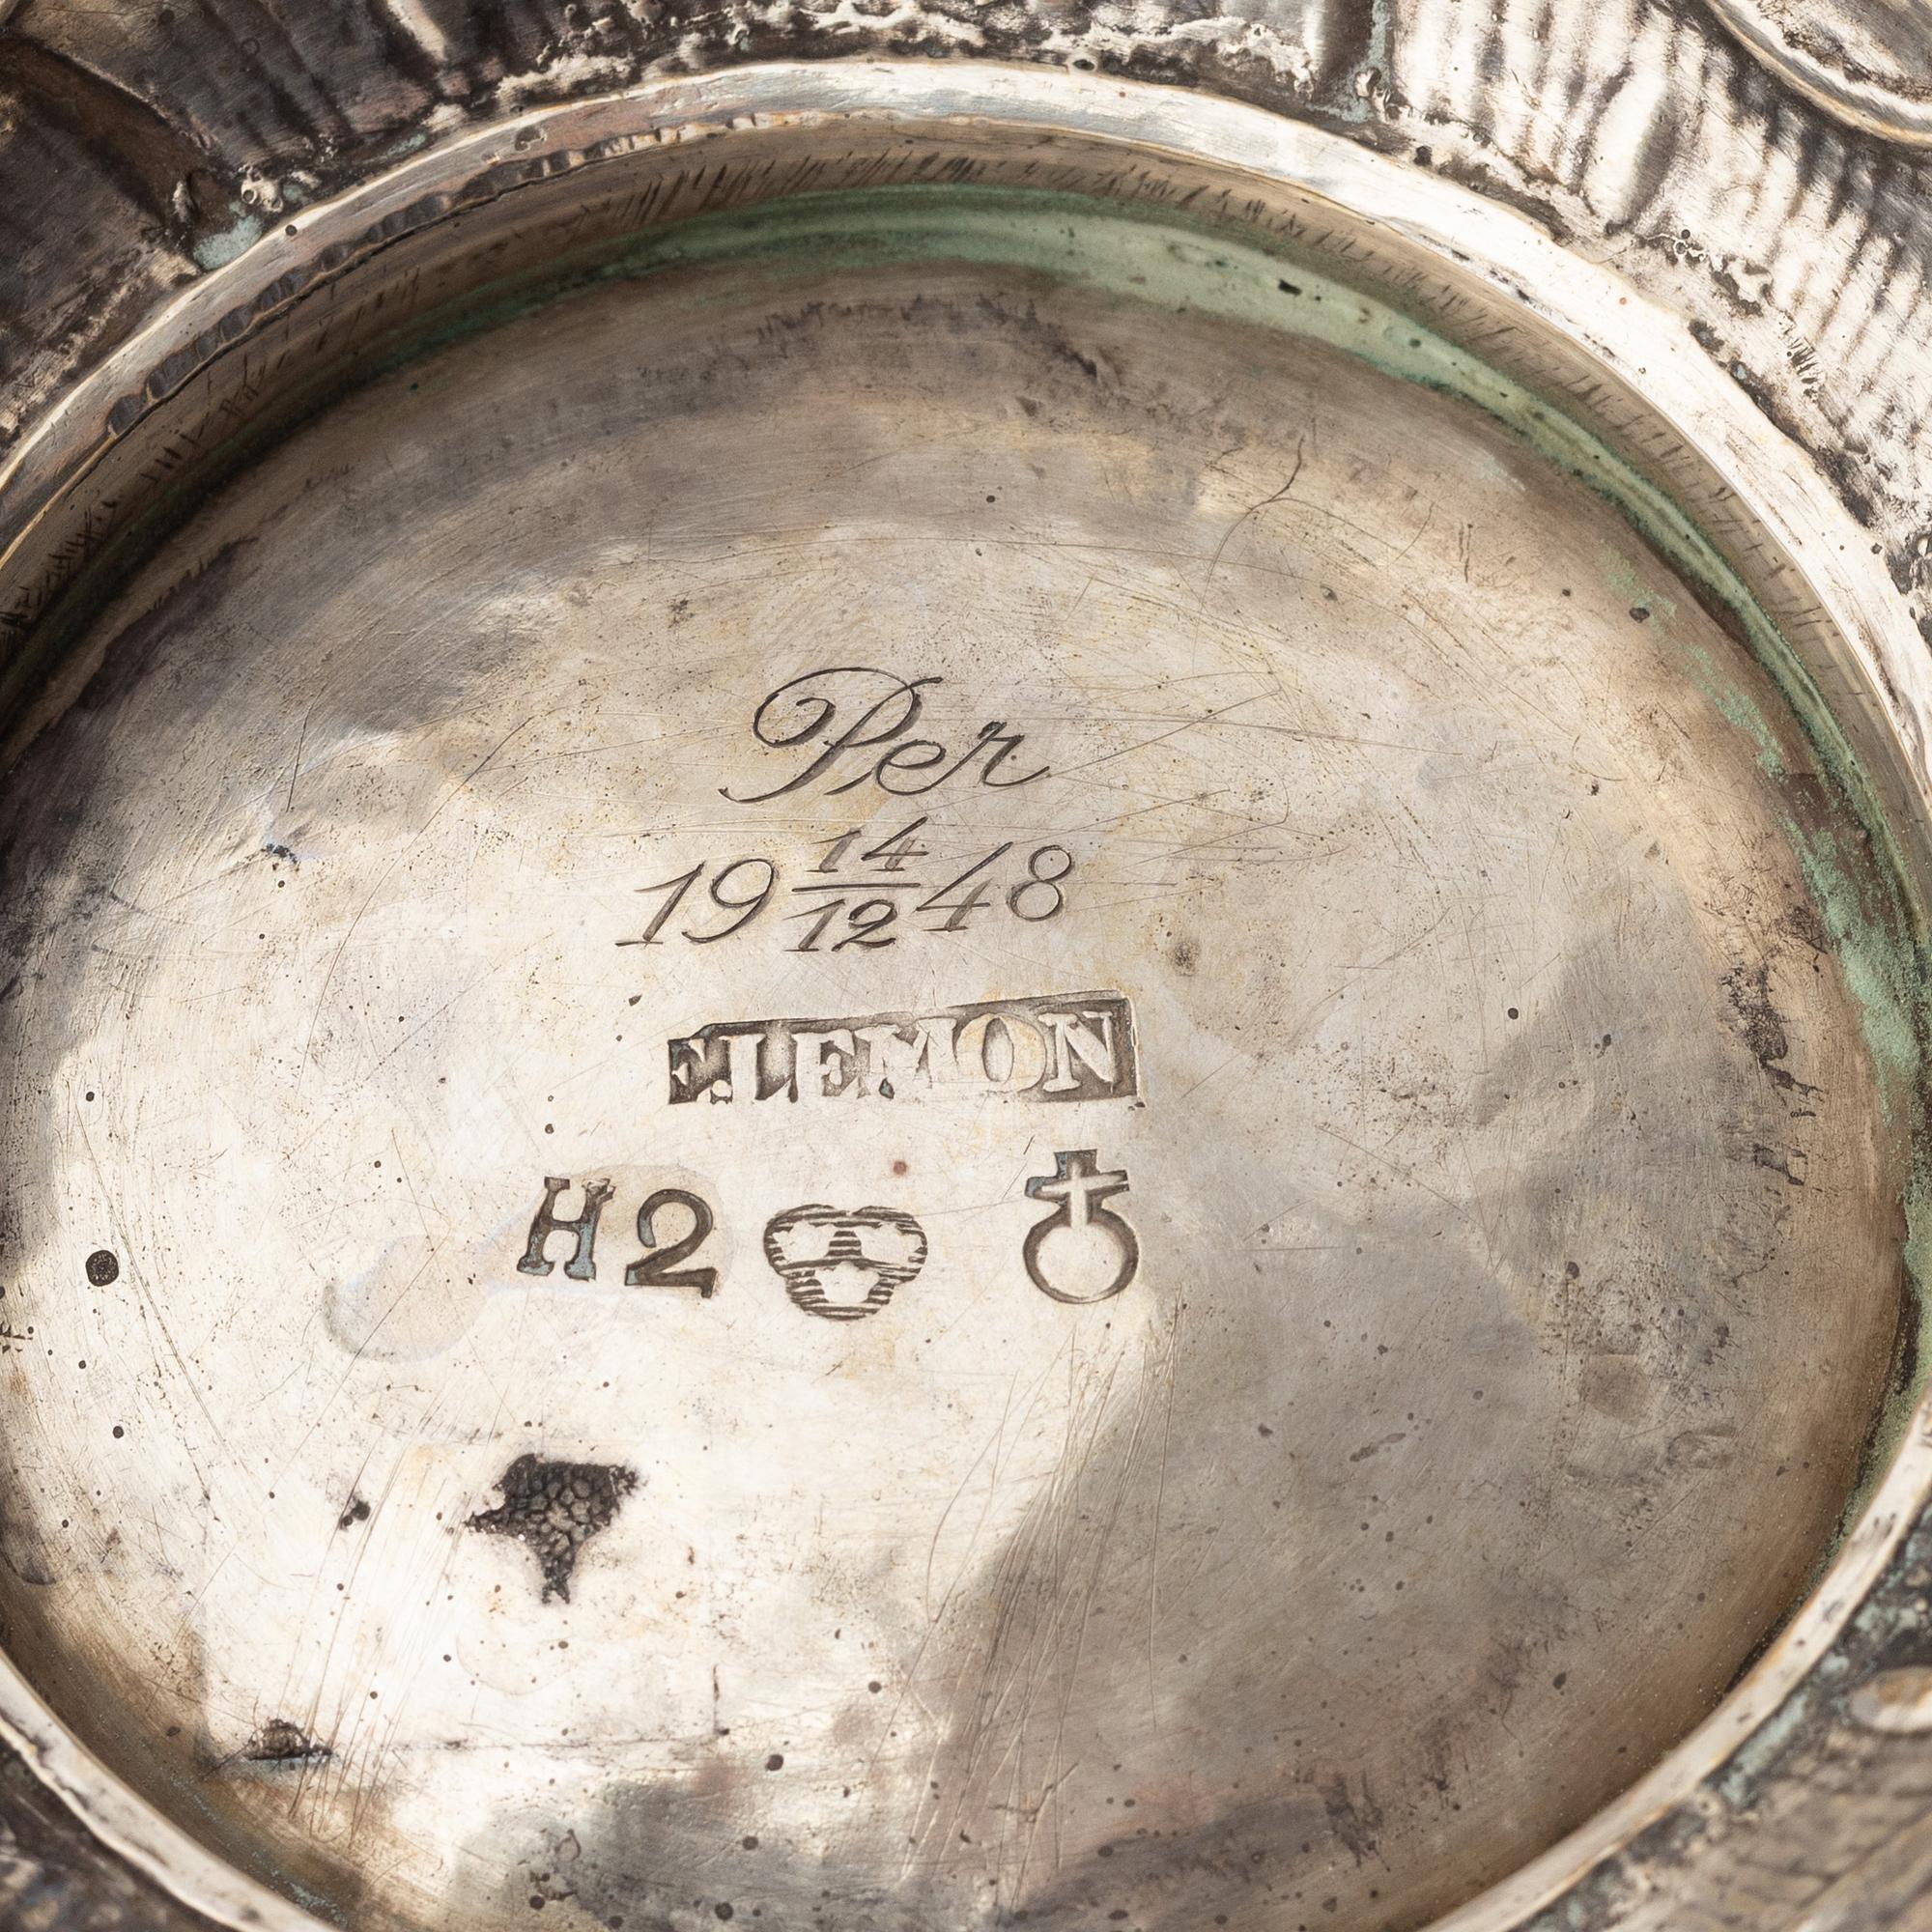 Per
19 14/12 48
E.LEMON
H2